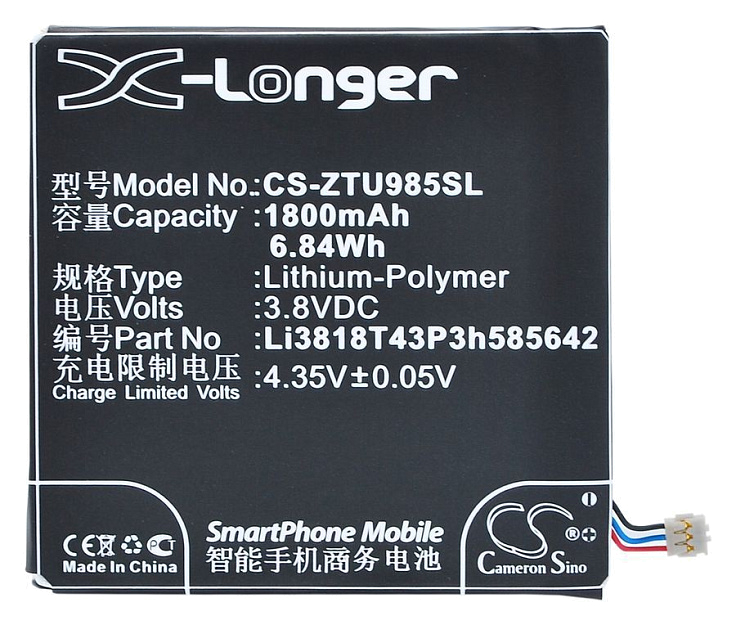 X-Longer
型号Model No.:CS-ZTU985SL
容量Capacity :1800mAh
6.84Wh
规格Type :Lithium-Polymer
电压Volts :3.8VDC
编号Part No :Li3818T43P3h585642
充电限制电压
Charge Limited Volts :4.35V±0.05V
CE PCT
Made In China
SmartPhone Mobile
智能手机商务电池
CS ®
Cameron Sino